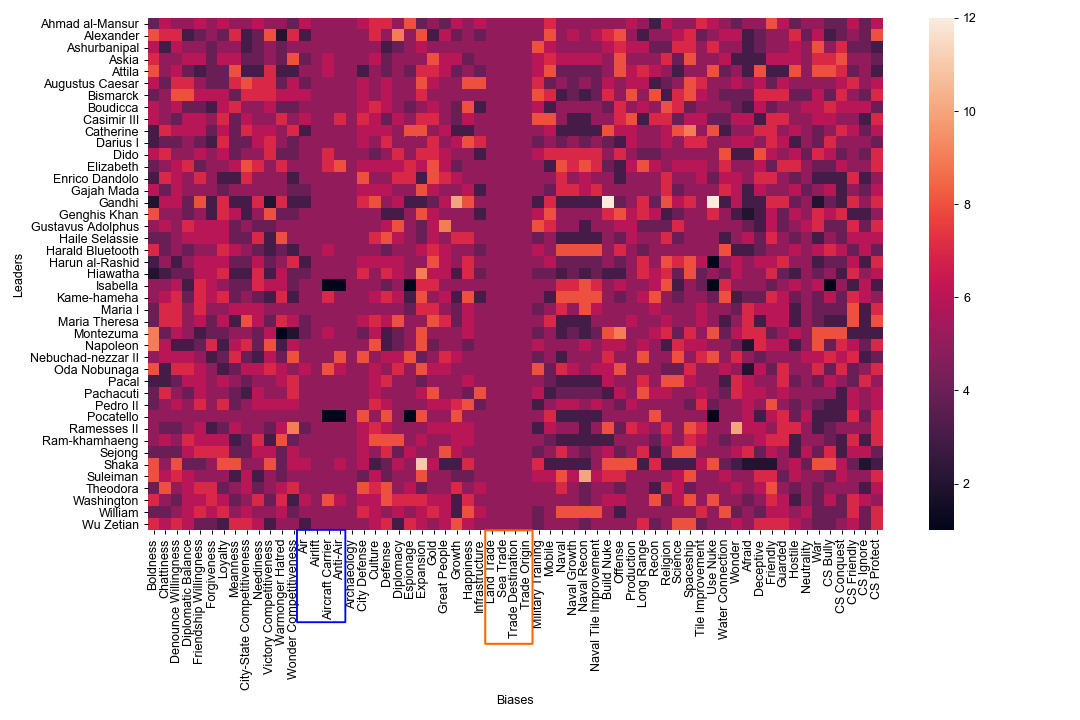 Leaders
Ahmad al-Mansur
Alexander
Ashurbanipal
Askia
Attila
Augustus Caesar
Bismarck
Boudicca
Casimir III
Catherine
Darius I
Dido
Elizabeth
Enrico Dandolo
Gajah Mada
Gandhi
Genghis Khan
Gustavus Adolphus
Haile Selassie
Harald Bluetooth
Harun al-Rashid
Hiawatha
Isabella
Kame-hameha
Maria I
Maria Theresa
Montezuma
Napoleon
Nebuchad-nezzar II
Oda Nobunaga
Pacal
Pachacuti
Pedro II
Pocatello
Ramesses II
Ram-khamhaeng
Sejong
Shaka
Suleiman
Theodora
Washington
William
Wu Zetian
Boldness
Chattiness
Denounce Willingness
Diplomatic Balance
Friendship Willingness
Forgiveness
Loyalty
Meanness
City-State Competitiveness
Neediness
Victory Competitiveness
Warmonger Hatred
Wonder Competitiveness
Air
Airlift
Aircraft Carrier
Antit-Air
Archaeology
City Defense
Culture
Defense
Diplomacy
Espionage
Expansion
Gold
Great People
Growth
Happiness
Infrastructure
Land Trade
Sea Trade
Trade Destination
Trade Origin
Military Training
Mobile
Naval
Naval Growth
Naval Recon
Naval Tile Improvement
Build Nuke
Offense
Production
Long Range
Recon
Religion
Science
Spaceship
Tile Improvement
Use Nuke
Water Connection
Wonder
Afraid
Deceptive
Friendly
Guarded
Hostile
Neutrality
War
CS Bully
CS Conquest
CS Friendly
CS Ignore
CS Protect
Biases
12
10
8
6
4
2